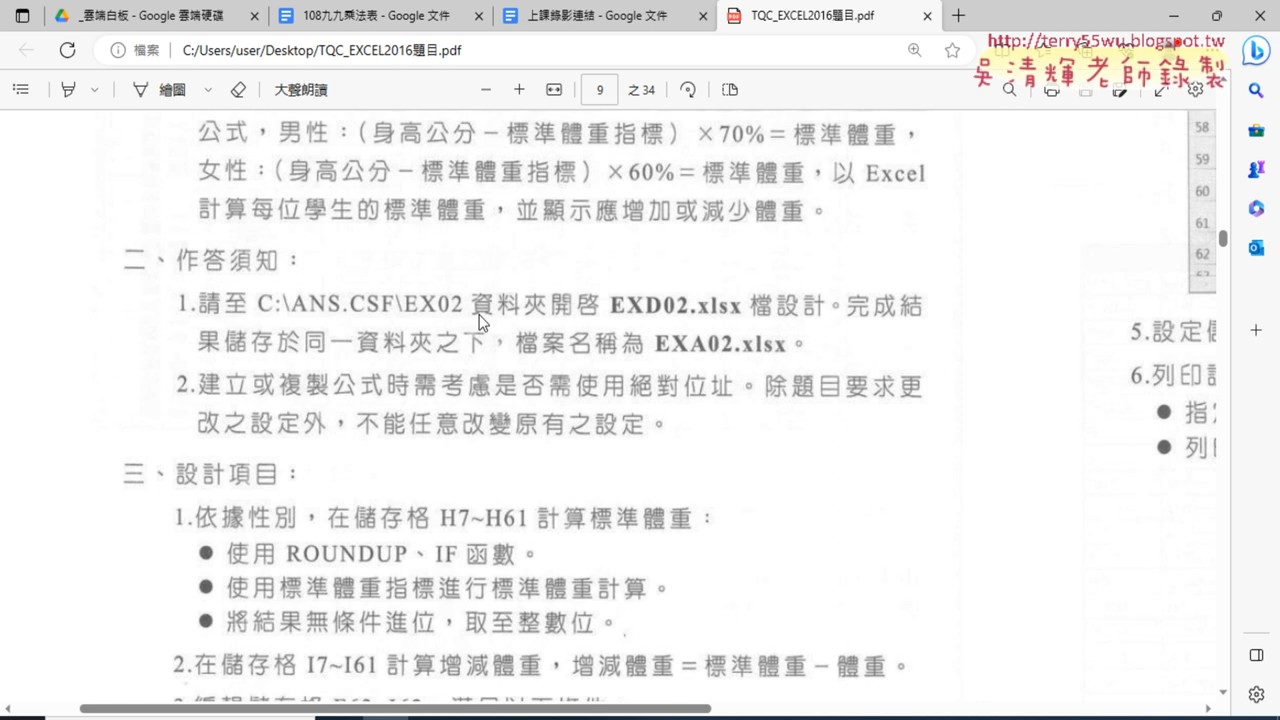 _雲端白板 - Google 雲端硬碟
108九九乘法表 - Google 文件
上課錄影連結 - Google 文件
TQC_EXCEL2016題目.pdf
檔案
C:/Users/user/Desktop/TQC_EXCEL2016題目.pdf
http://terry55wu.blogspot.tw
吳清輝老師錄製
繪圖
大聲朗讀
9 之 34
公式，男性：（身高公分－標準體重指標）×70%＝標準體重，
女性：（身高公分－標準體重指標）×60%＝標準體重，以 Excel
計算每位學生的標準體重，並顯示應增加或減少體重。
二、作答須知：
1.請至 C:\ANS.CSF\EX02 資料夾開啓 EXD02.xlsx 檔設計。完成結
果儲存於同一資料夾之下，檔案名稱為 EXA02.xlsx。
2.建立或複製公式時需考慮是否需使用絕對位址。除題目要求更
改之設定外，不能任意改變原有之設定。
三、設計項目：
1.依據性別，在儲存格 H7~H61 計算標準體重：
● 使用 ROUNDUP、IF 函數。
● 使用標準體重指標進行標準體重計算。
● 將結果無條件進位，取至整數位。
2.在儲存格 I7~I61 計算增減體重，增減體重＝標準體重－體重。
58
59
60
61
62
5.設定
6.列印
● 指
● 列